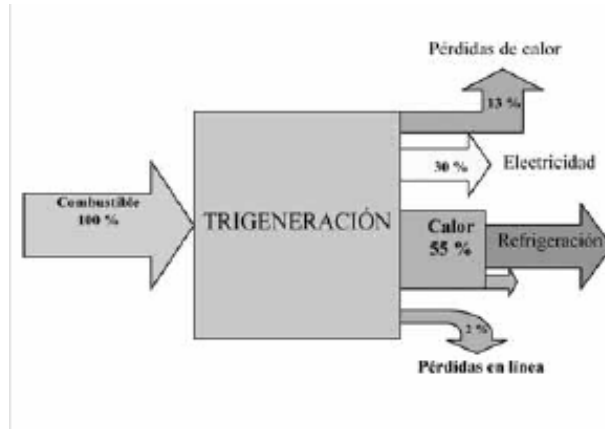 Pérdidas de calor
13 %
30 %
Electricidad
Combustible
100 %
TRIGENERACIÓN
Calor
55 %
Refrigeración
2 %
Pérdidas en línea